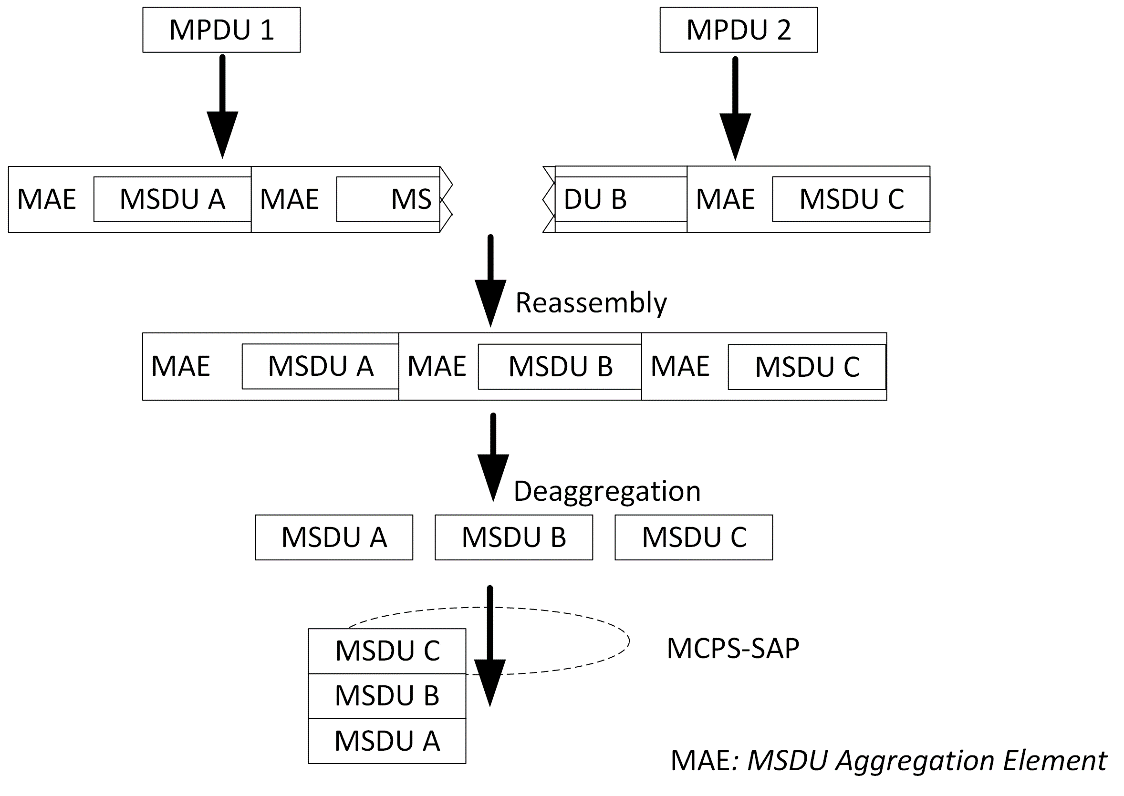 MPDU 1
MPDU 2
MAE MSDU A MAE MS
DU B MAE MSDU C
Reassembly
MAE MSDU A MAE MSDU B MAE MSDU C
Deaggregation
MSDU A MSDU B MSDU C
MSDU C
MCPS-SAP
MSDU B
MSDU A
MAE: MSDU Aggregation Element